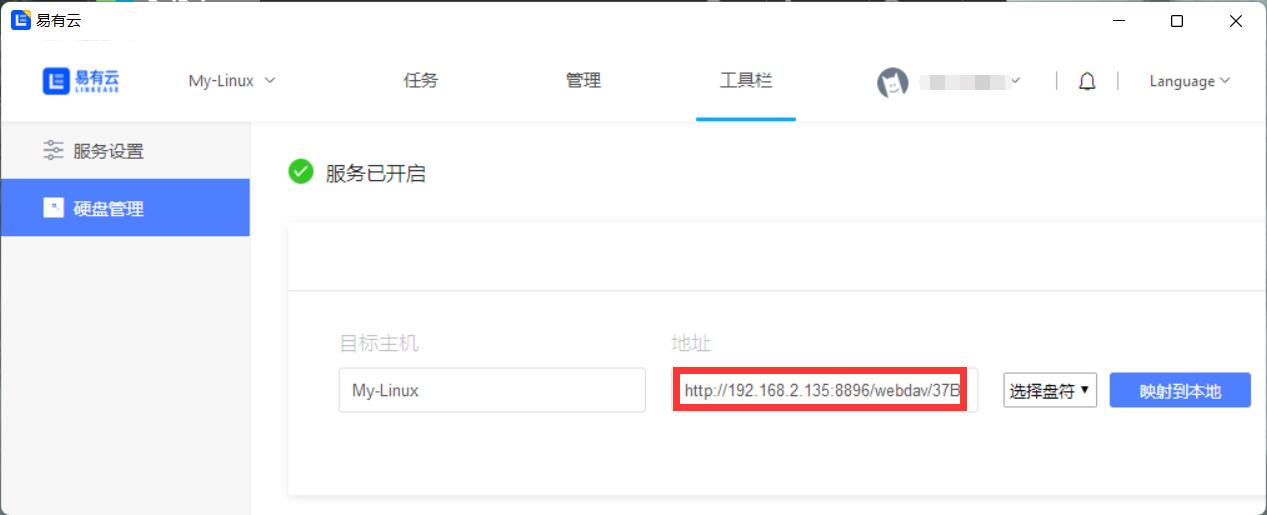 易有云
易有云
LINKEASE
My-Linux
任务
管理
工具栏
Language
服务设置
硬盘管理
服务已开启
目标主机
地址
My-Linux
http://192.168.2.135:8896/webdav/37B
选择盘符
映射到本地